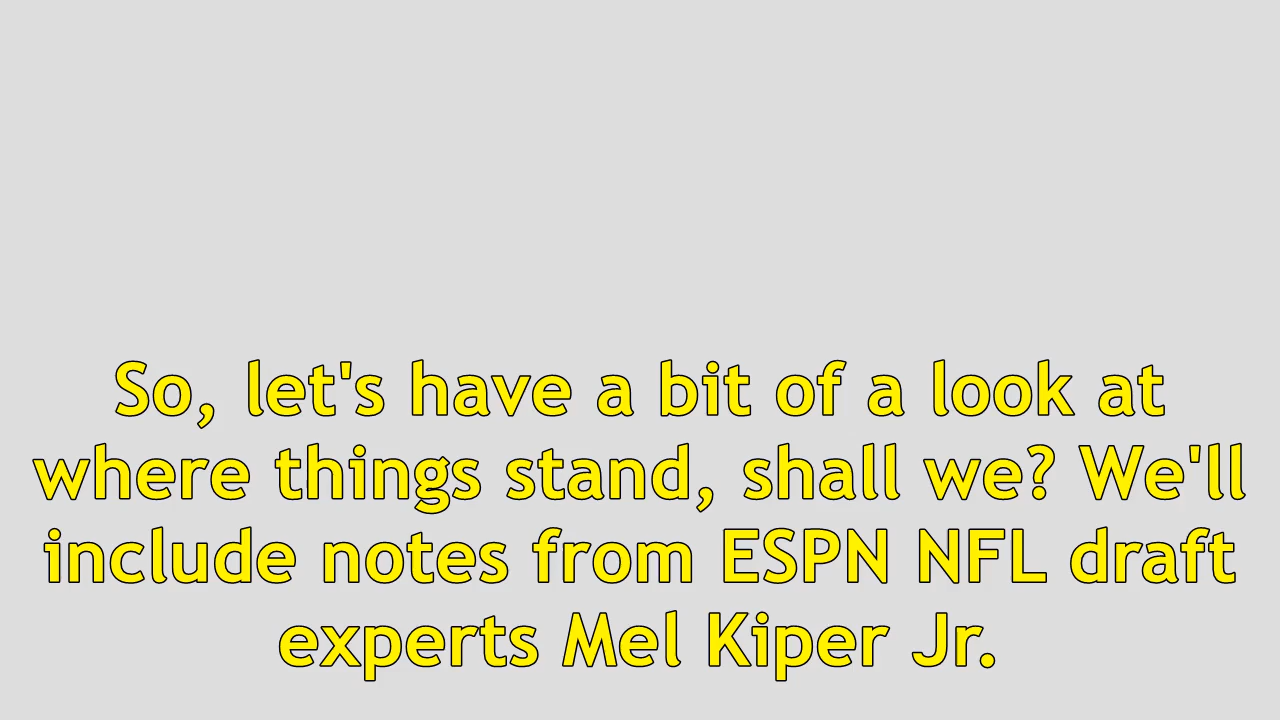 So, let's have a bit of a look at
where things stand, shall we? We'll
include notes from ESPN NFL draft
experts Mel Kiper Jr.